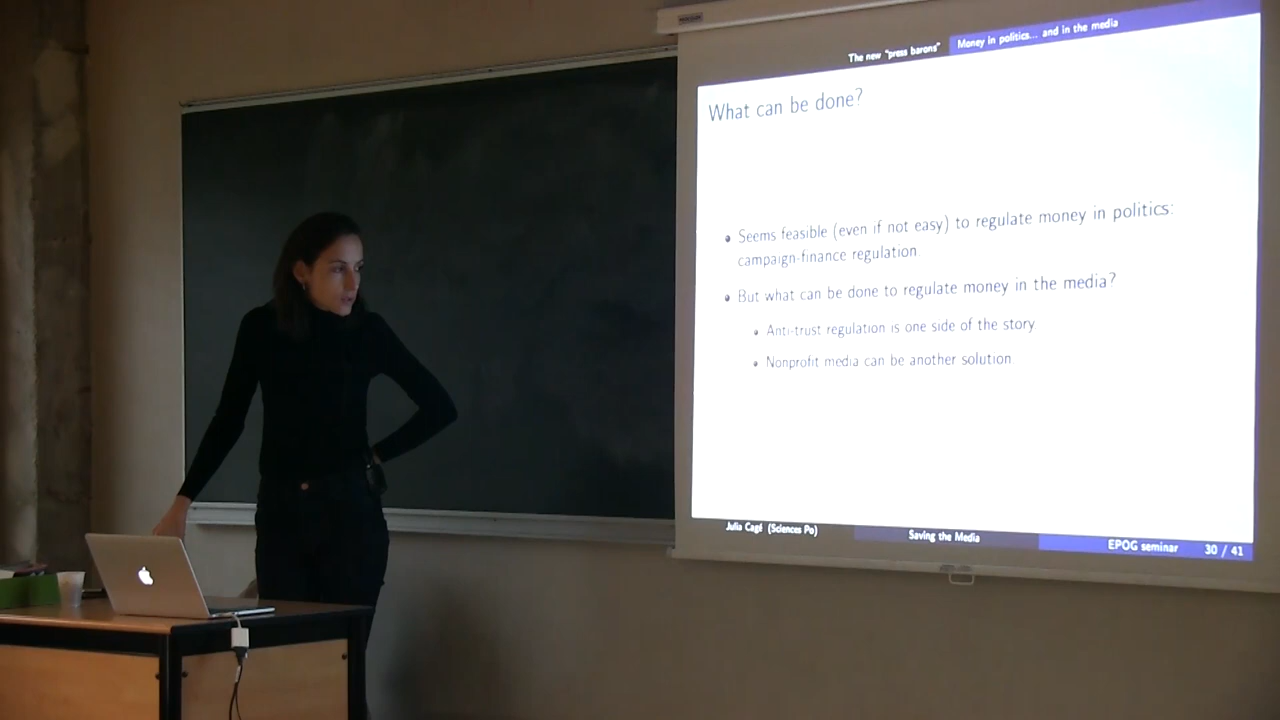 The new "press barons"
Money in politics... and in the media
What can be done?
Seems feasible (even if not easy) to regulate money in politics:
campaign-finance regulation.
But what can be done to regulate money in the media?
Anti-trust regulation is one side of the story.
Nonprofit media can be another solution.
Julia Cagé (Sciences Po)
Saving the Media
EPOG seminar
30 / 41